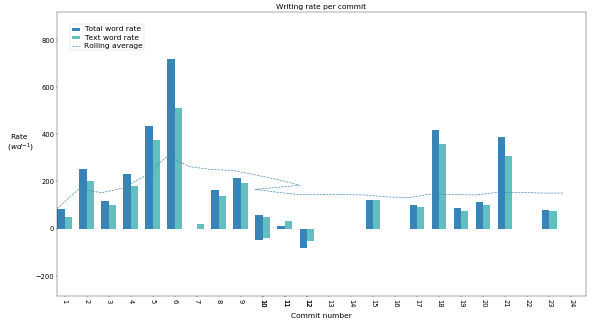 Writing rate per commit
Total word rate
Text word rate
Rolling average
800
600
400
200
0
−200
Rate
(wd⁻¹)
1 2 3 4 5 6 7 8 9 10 11 12 13 14 15 16 17 18 19 20 21 22 23 24
Commit number